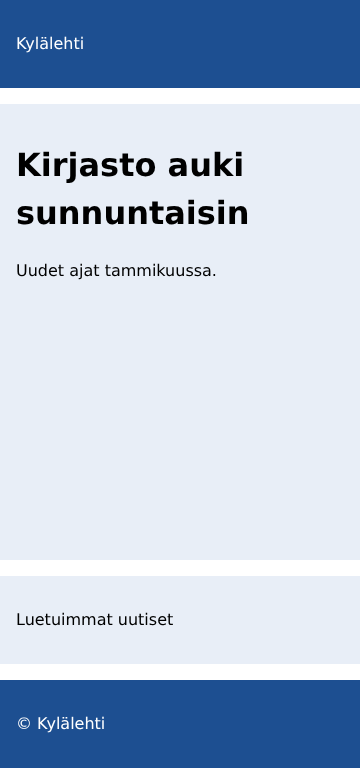 Kylälehti
Kirjasto auki
sunnuntaisin
Uudet ajat tammikuussa.
Luetuimmat uutiset
© Kylälehti